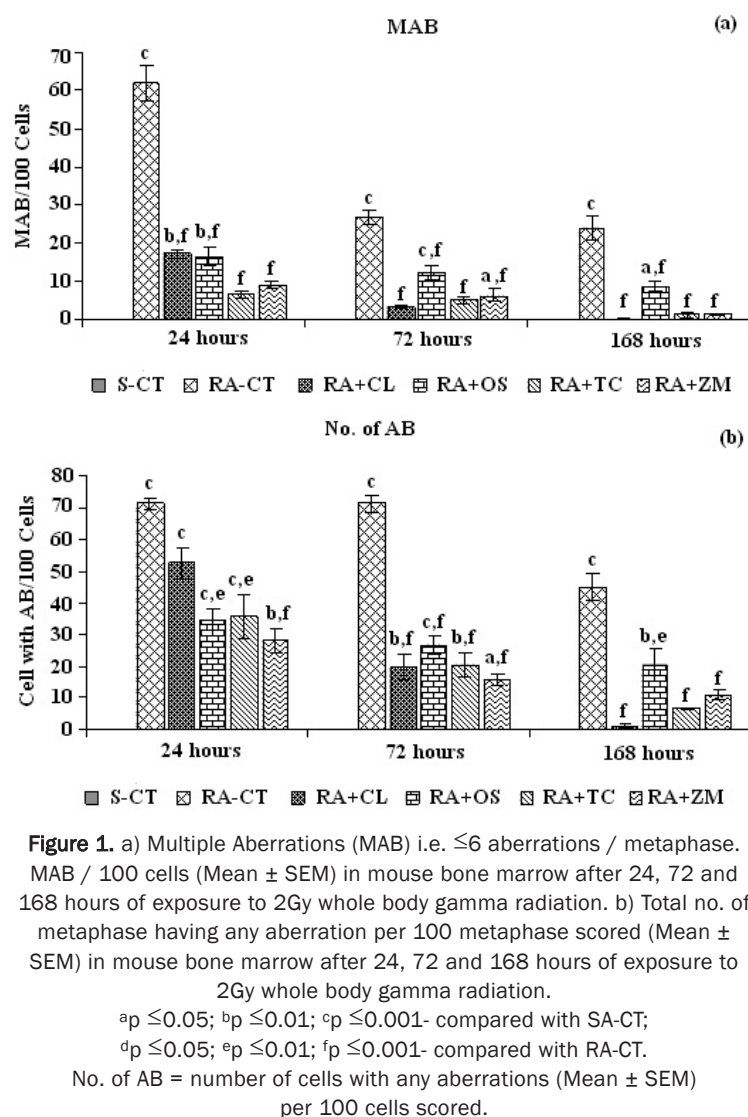 MAB
(a)
70
60
50
40
30
20
10
0
MAB/100 Cells
c
b,f
b,f
f
f
c
f
c,f
f
a,f
c
f
a,f
f
f
24 hours
72 hours
168 hours
S-CT RA-CT RA+CL RA+OS RA+TC RA+ZM
No. of AB
(b)
80
70
60
50
40
30
20
10
0
Cell with AB/100 Cells
c
c
c,e
c,e
b,f
c
b,f
c,f
b,f
a,f
c
f
b,e
f
f
24 hours
72 hours
168 hours
S-CT RA-CT RA+CL RA+OS RA+TC RA+ZM
Figure 1. a) Multiple Aberrations (MAB) i.e. ≤6 aberrations / metaphase.
MAB / 100 cells (Mean ± SEM) in mouse bone marrow after 24, 72 and
168 hours of exposure to 2Gy whole body gamma radiation. b) Total no. of
metaphase having any aberration per 100 metaphase scored (Mean ±
SEM) in mouse bone marrow after 24, 72 and 168 hours of exposure to
2Gy whole body gamma radiation.
ᵃp ≤0.05; ᵇp ≤0.01; ᶜp ≤0.001- compared with SA-CT;
ᵈp ≤0.05; ᵉp ≤0.01; ᶠp ≤0.001- compared with RA-CT.
No. of AB = number of cells with any aberrations (Mean ± SEM)
per 100 cells scored.